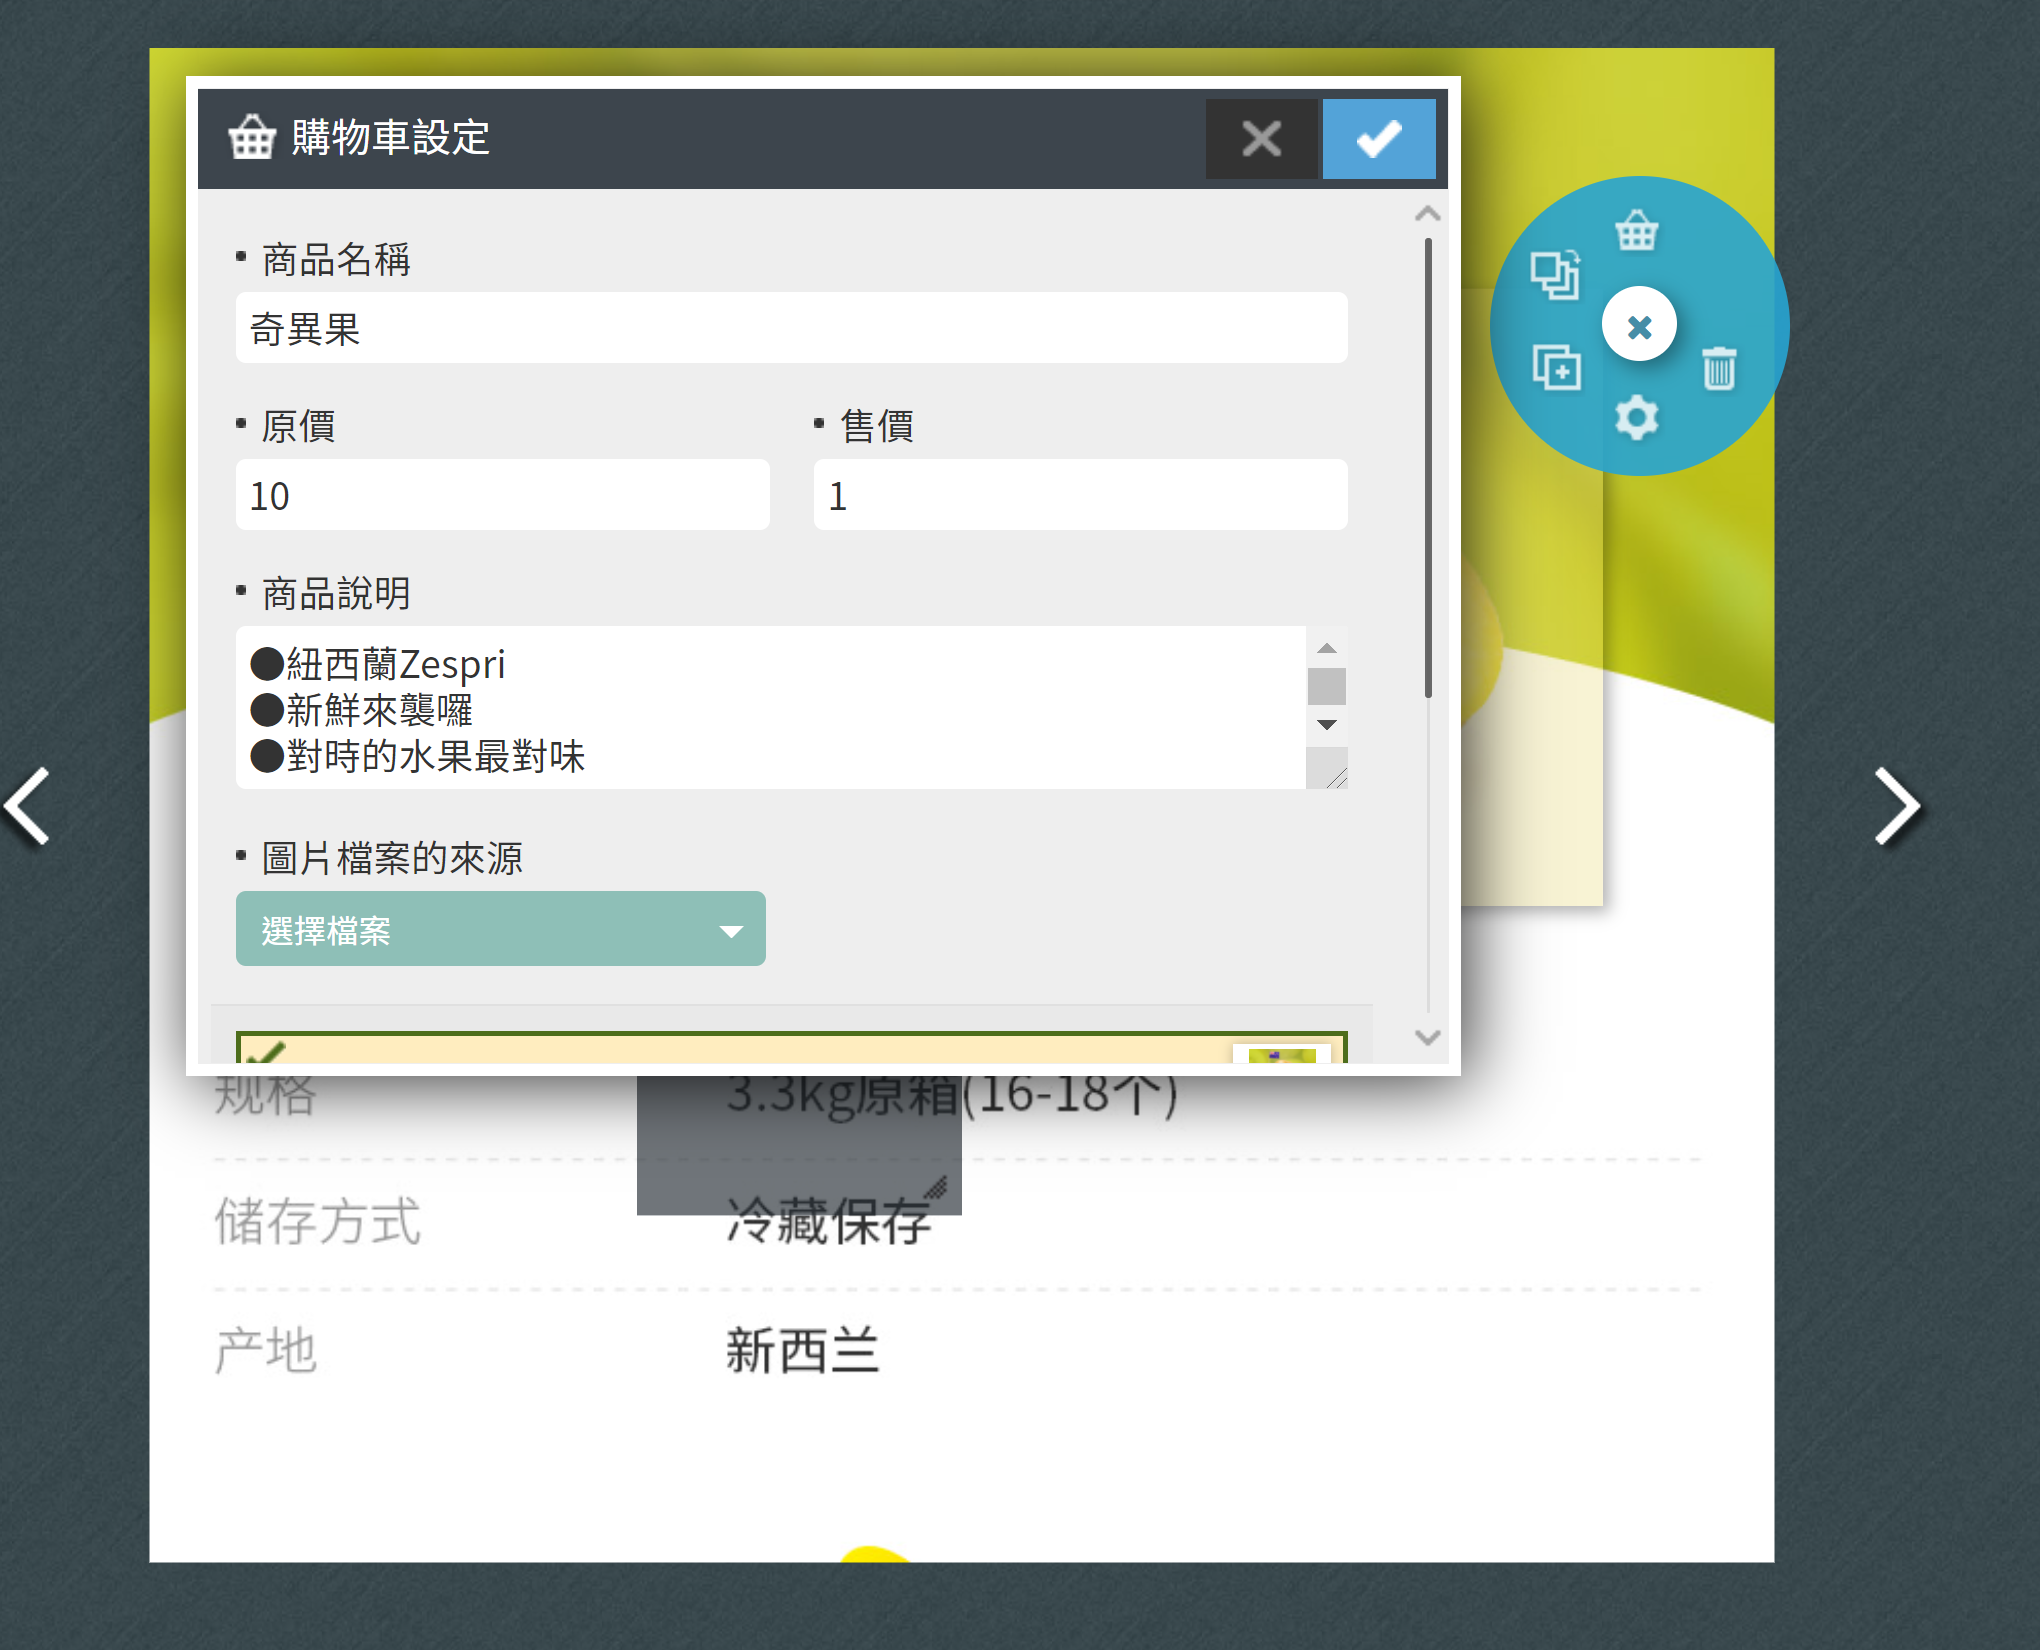 購物車設定
商品名稱
奇異果
原價
售價
10
1
商品說明
●紐西蘭Zespri
●新鮮來襲囉
●對時的水果最對味
圖片檔案的來源
選擇檔案
规格
3.3kg原箱(16-18个)
储存方式
冷藏保存
产地
新西兰